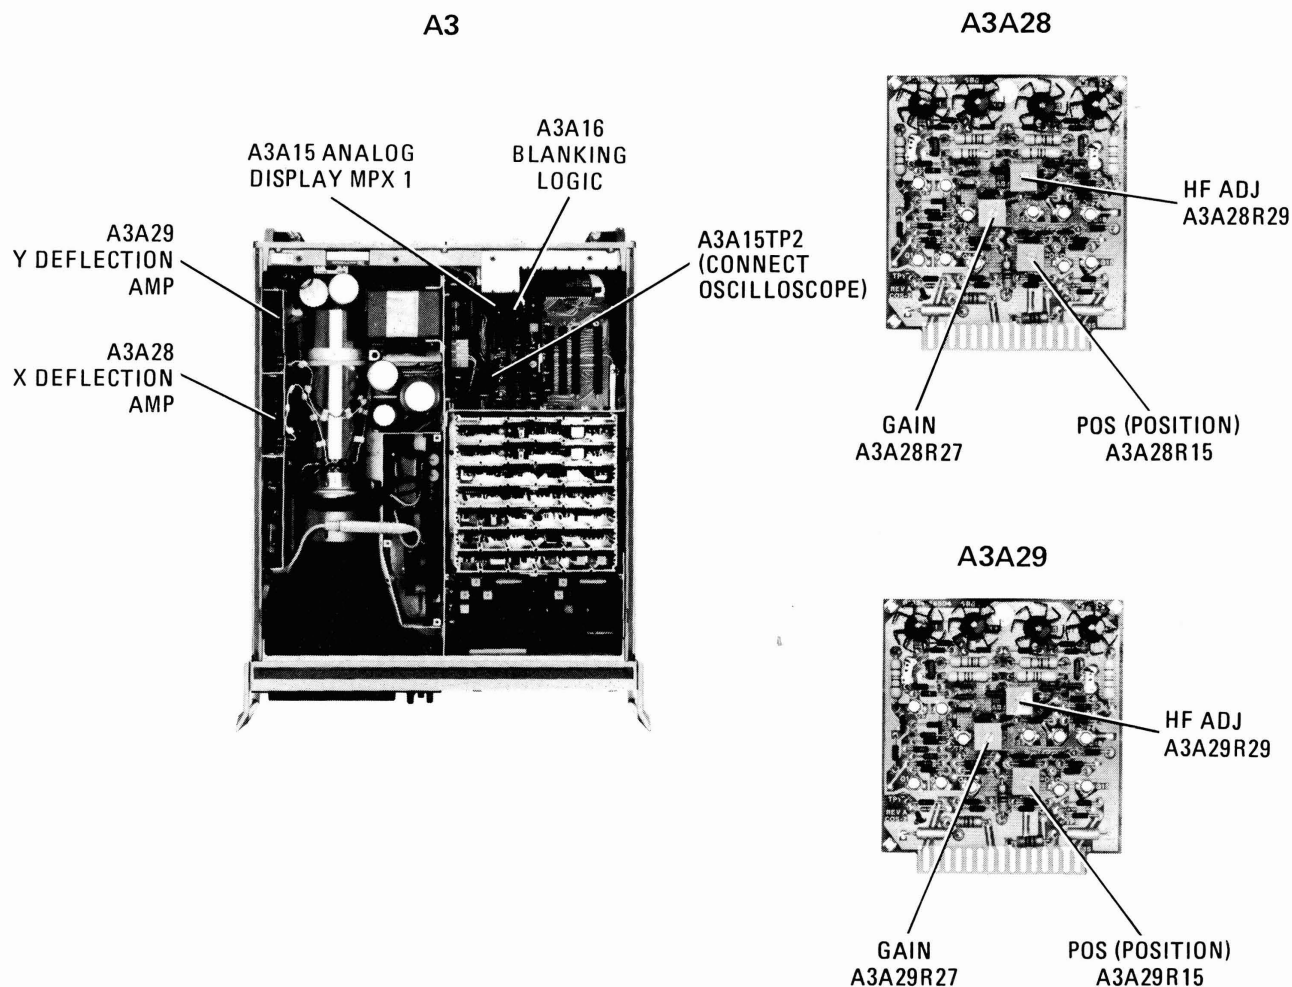 A3
A3A15 ANALOG
DISPLAY MPX 1
A3A16
BLANKING
LOGIC
A3A29
Y DEFLECTION
AMP
A3A28
X DEFLECTION
AMP
A3A15TP2
(CONNECT
OSCILLOSCOPE)
A3A28
HF ADJ
A3A28R29
GAIN
A3A28R27
POS (POSITION)
A3A28R15
A3A29
HF ADJ
A3A29R29
GAIN
A3A29R27
POS (POSITION)
A3A29R15